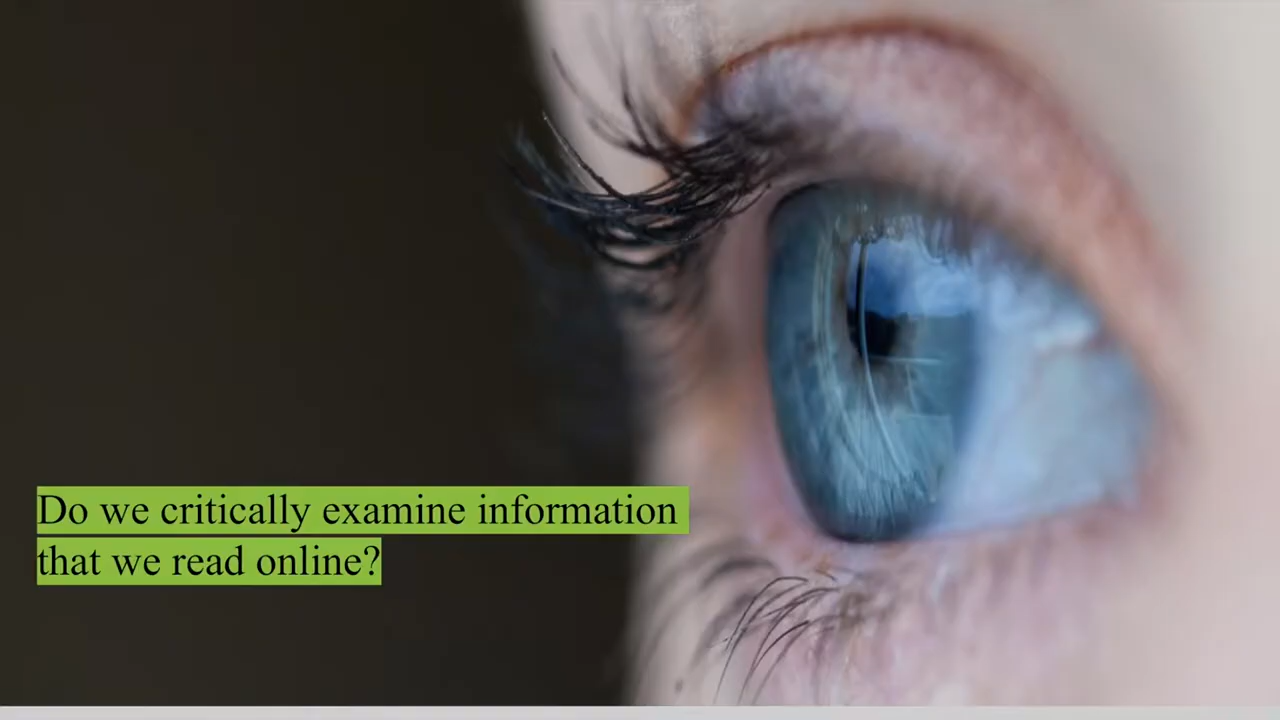 Do we critically examine information
that we read online?